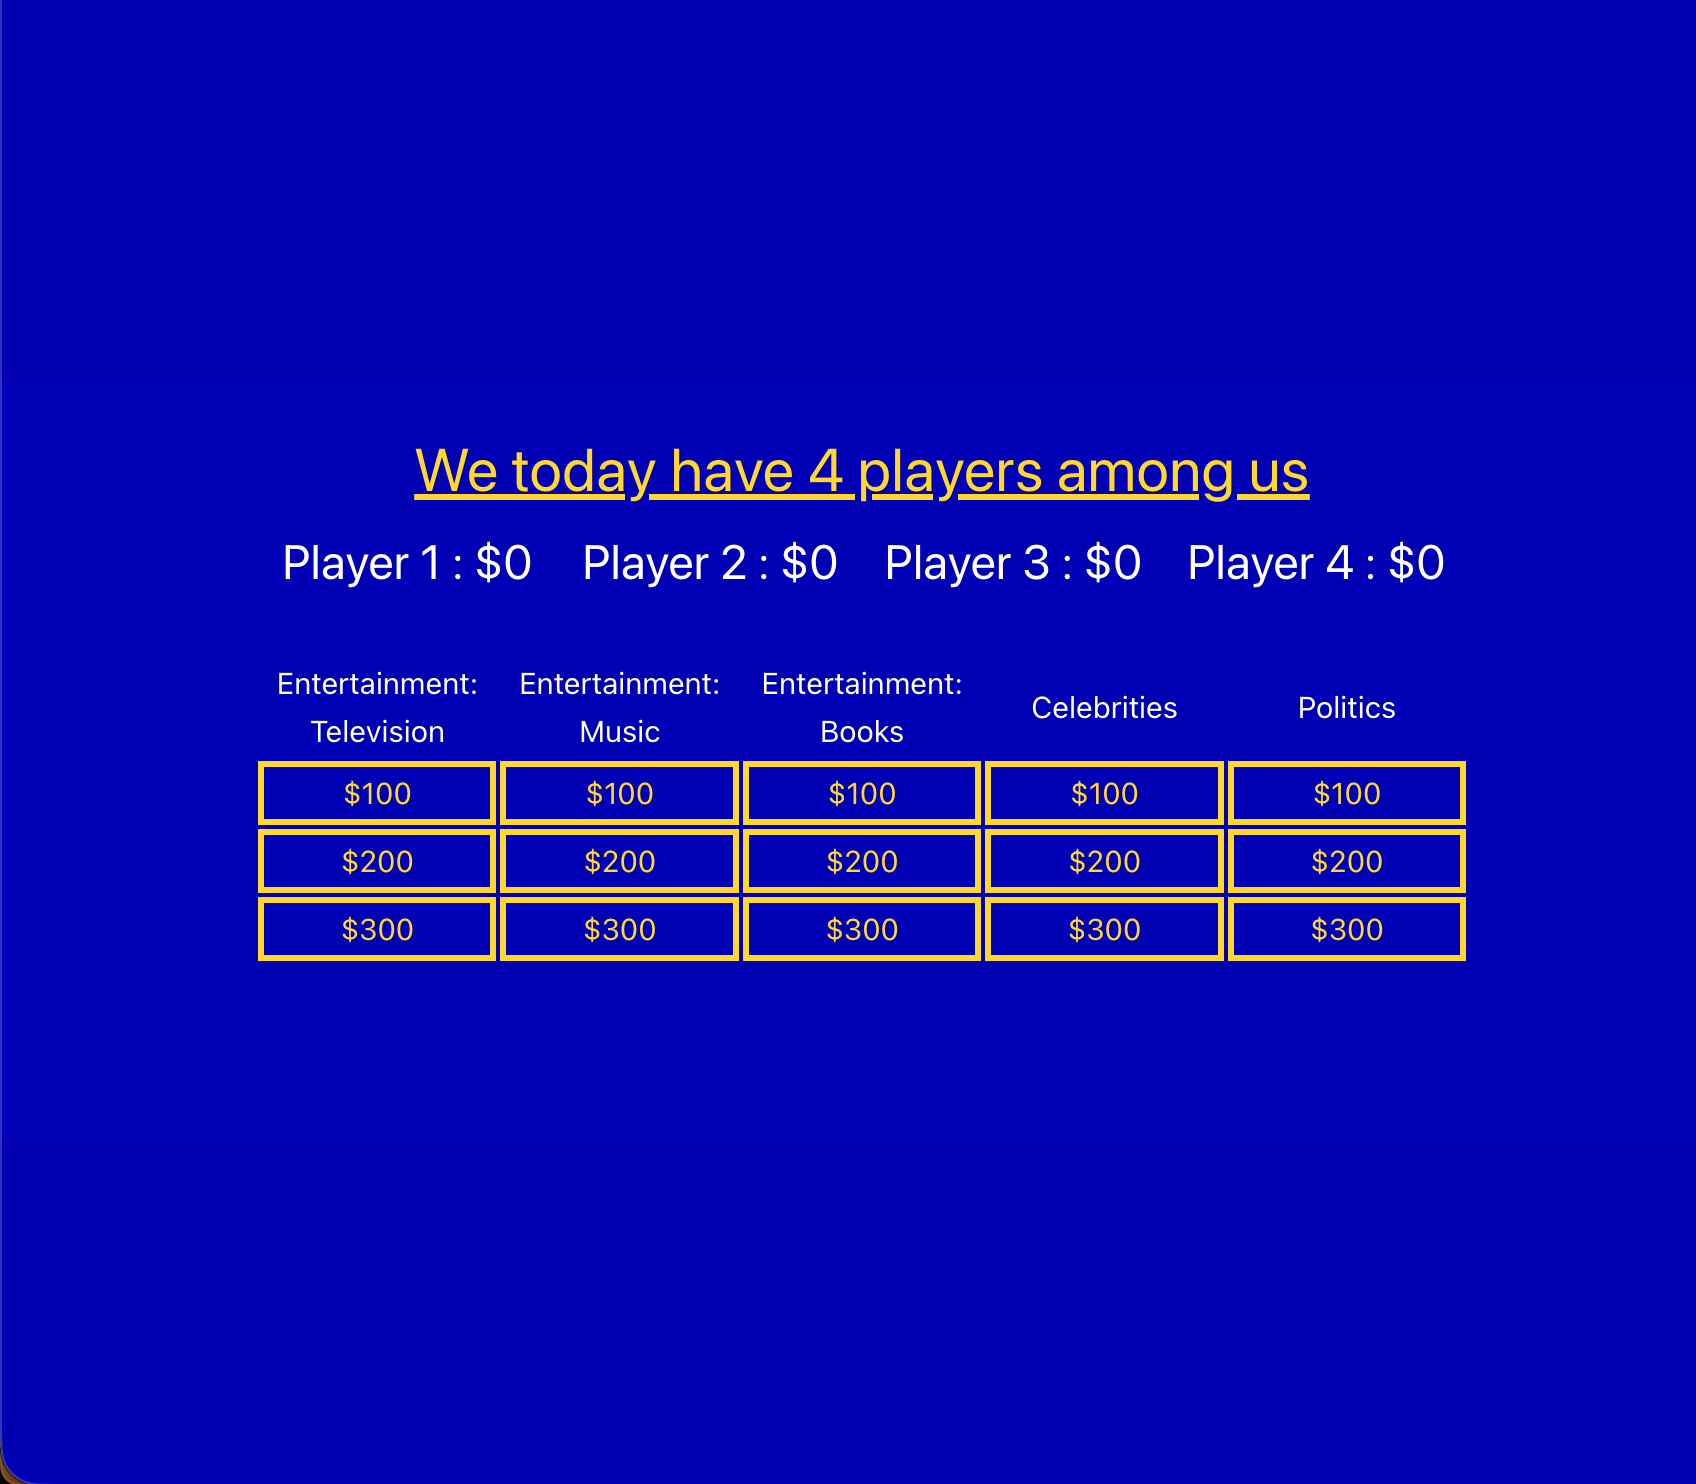 We today have 4 players among us
Player 1 : $0 Player 2 : $0 Player 3 : $0 Player 4 : $0
Entertainment: Television
Entertainment: Music
Entertainment: Books
Celebrities
Politics
$100 $100 $100 $100 $100
$200 $200 $200 $200 $200
$300 $300 $300 $300 $300